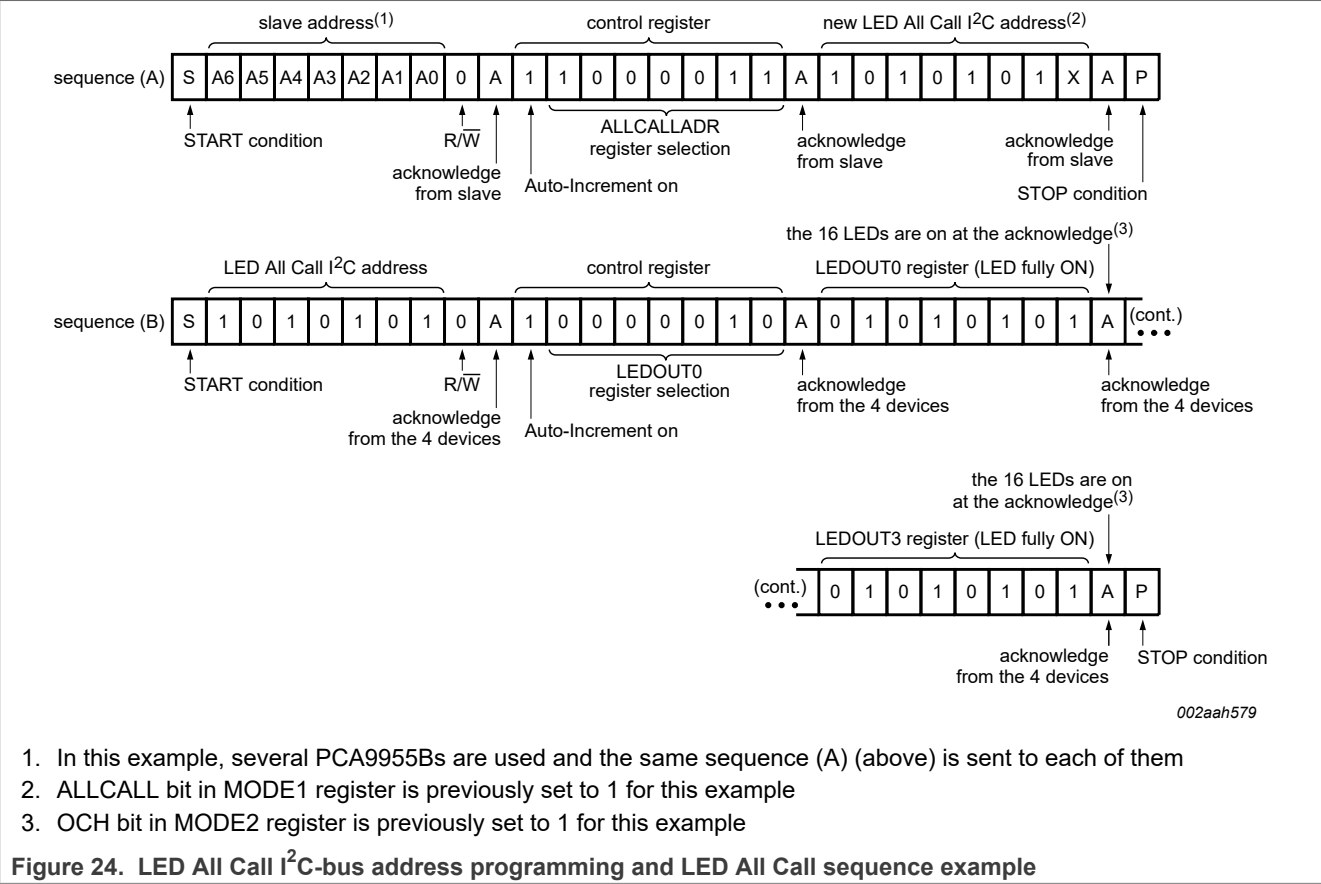 slave address(1) control register new LED All Call I2C address(2)
sequence (A) S A6 A5 A4 A3 A2 A1 A0 0 A 1 1 0 0 0 0 1 1 A 1 0 1 0 1 0 1 X A P
START condition R/W ALLCALLADR acknowledge acknowledge
register selection from slave from slave
acknowledge
from slave Auto-Increment on STOP condition
the 16 LEDs are on at the acknowledge(3)
LED All Call I2C address control register LEDOUT0 register (LED fully ON)
sequence (B) S 1 0 1 0 1 0 1 0 A 1 0 0 0 0 0 1 0 A 0 1 0 1 0 1 0 1 A (cont.)
START condition R/W LEDOUT0 acknowledge acknowledge
register selection from the 4 devices from the 4 devices
acknowledge
from the 4 devices Auto-Increment on
the 16 LEDs are on
at the acknowledge(3)
LEDOUT3 register (LED fully ON)
(cont.) 0 1 0 1 0 1 0 1 A P
acknowledge STOP condition
from the 4 devices
002aah579
1. In this example, several PCA9955Bs are used and the same sequence (A) (above) is sent to each of them
2. ALLCALL bit in MODE1 register is previously set to 1 for this example
3. OCH bit in MODE2 register is previously set to 1 for this example
Figure 24. LED All Call I2C-bus address programming and LED All Call sequence example